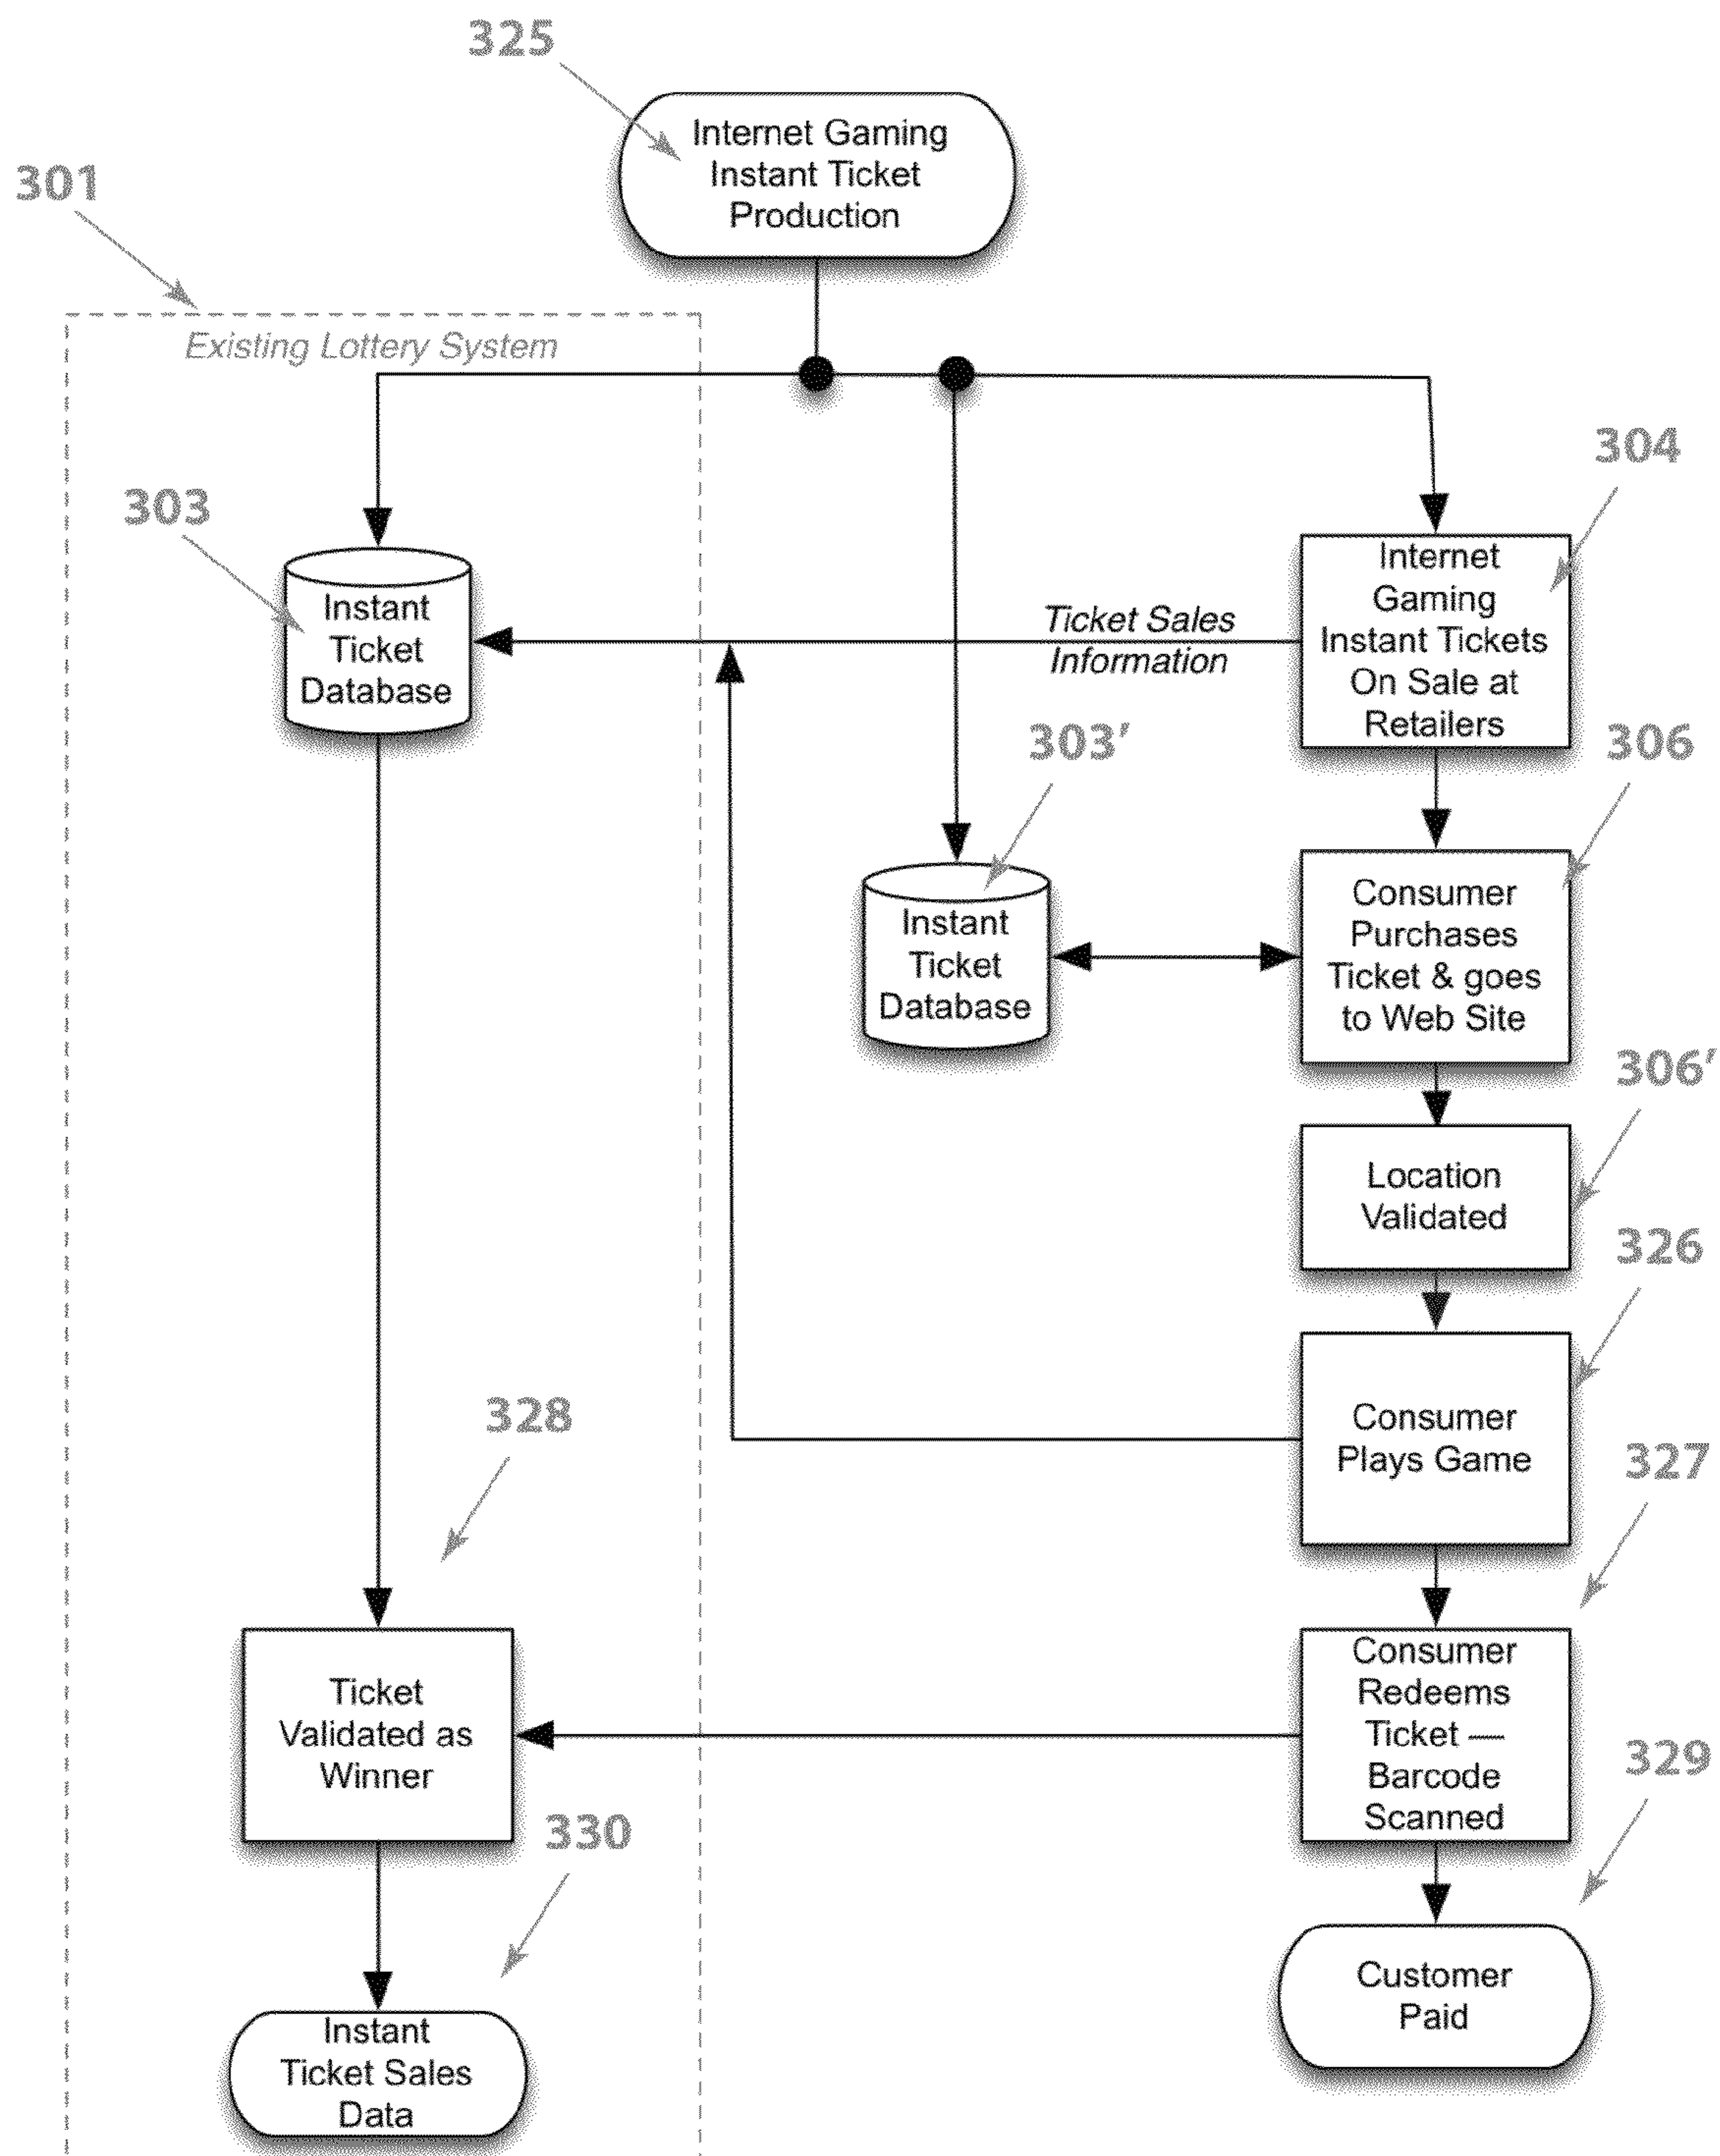 325
Internet Gaming
Instant Ticket
Production
301
Existing Lottery System
304
303
Internet
Gaming
Instant Tickets
On Sale at
Retailers
Instant
Ticket
Database
Ticket Sales
Information
303′
306
Instant
Ticket
Database
Consumer
Purchases
Ticket & goes
to Web Site
306′
Location
Validated
326
Consumer
Plays Game
328
327
Ticket
Validated as
Winner
Consumer
Redeems
Ticket —
Barcode
Scanned
329
330
Customer
Paid
Instant
Ticket Sales
Data